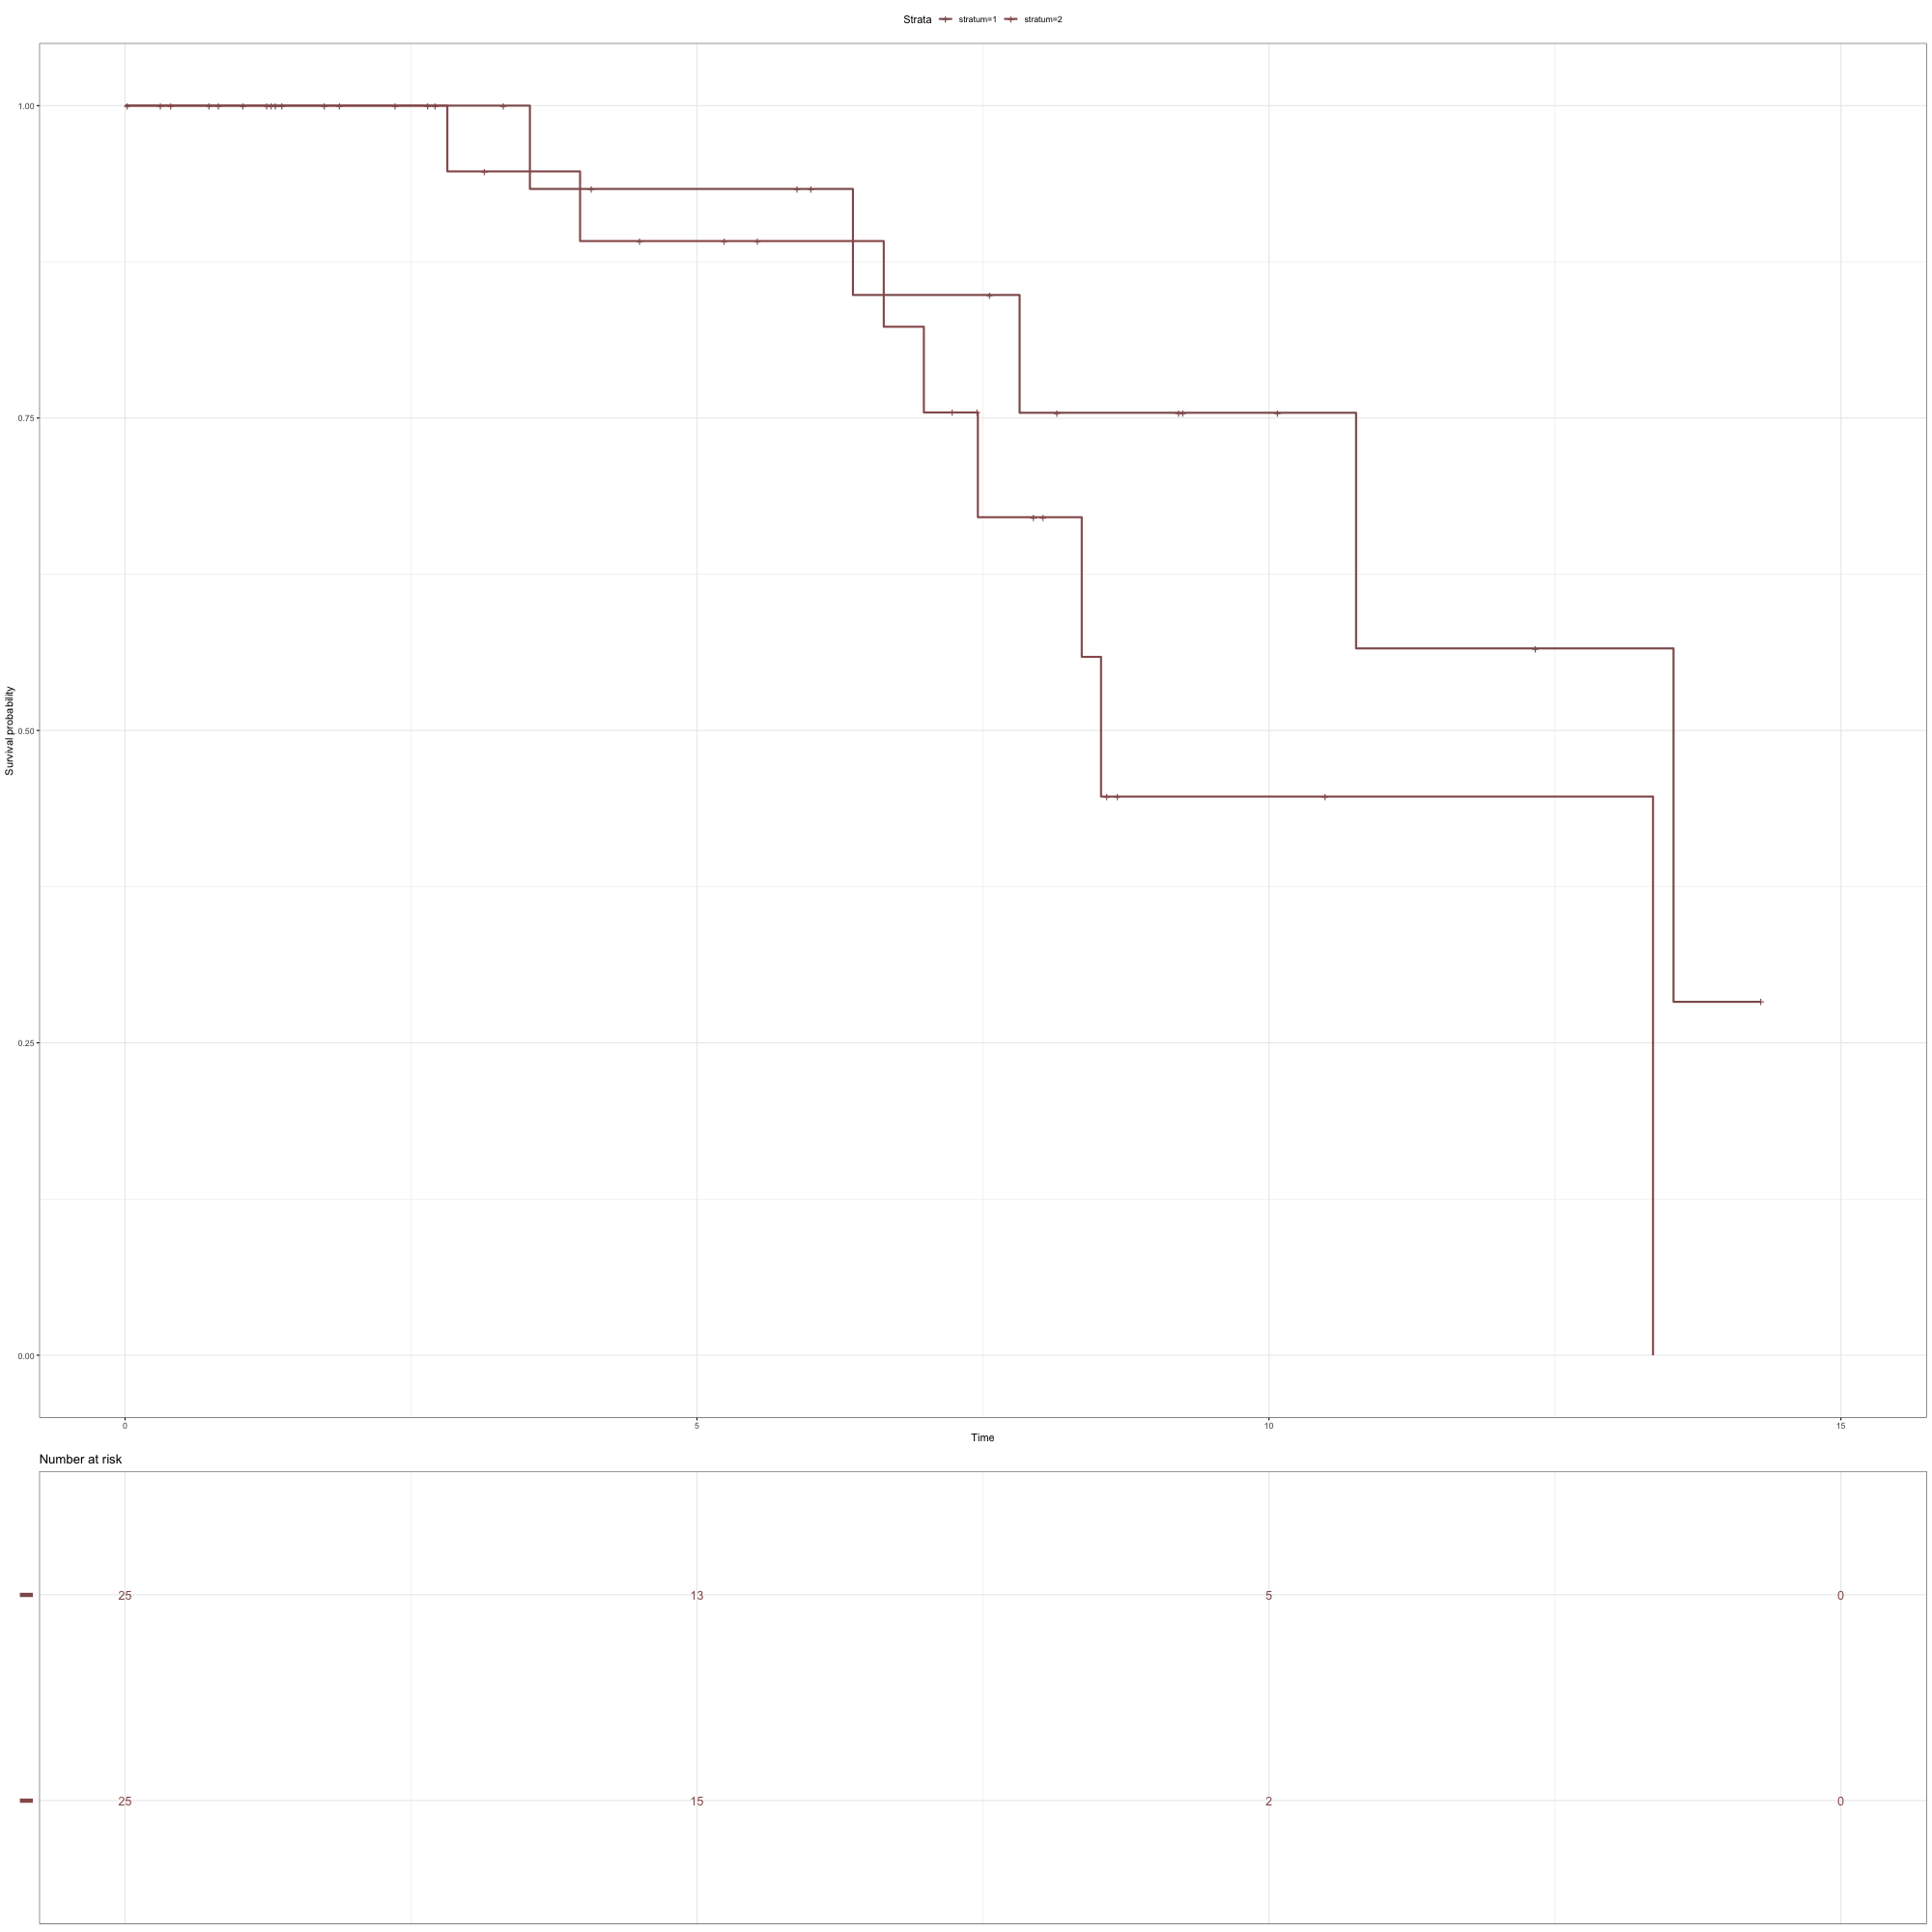 Strata stratum=1 stratum=2
1.00
0.75
0.50
0.25
0.00
Survival probability
0 5 10 15
Time
Number at risk
25 13 5 0
25 15 2 0